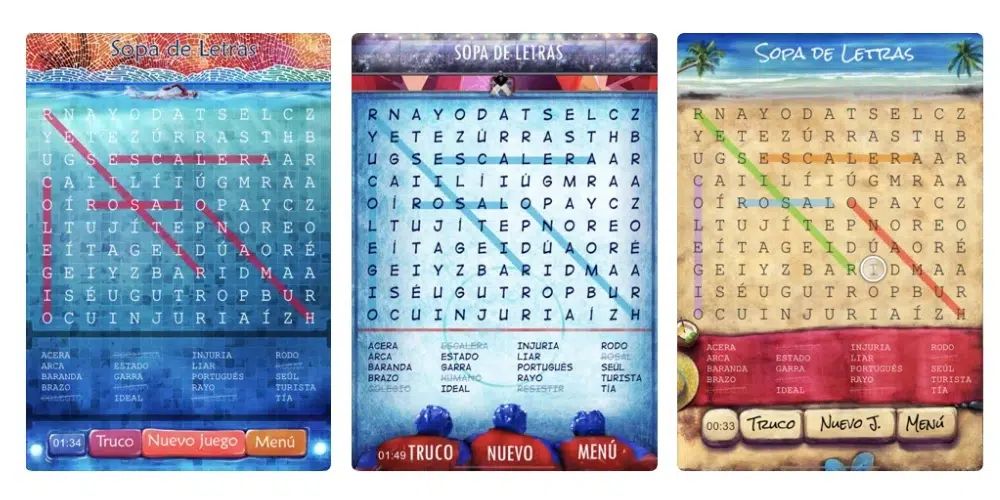 Sopa de Letras
R N A Y O D A T S E L C Z
Y E T E Z Ú R R A S T H B
U G S E S C A L E R A A R
C A I I L Í I Ú G M R A A
O Í R O S A L O P A Y C Z
L T U J Í T E P N O R E O
E Í T A G E I D Ú A O R É
G E I Y Z B A R I D M A A
I S É U G U T R O P B U R
O C U I N J U R I A Í Z H
ACERA ESCALERA INJURIA RODO
ARCA ESTADO LIAR ROSAL
BARANDA GARRA PORTUGUÉS SEÚL
BRAZO HUMANO RAYO TURISTA
COLEGIO IDEAL RESISTIR TÍA
01:34 Truco Nuevo Juego Menú
SOPA DE LETRAS
R N A Y O D A T S E L C Z
Y E T E Z Ú R R A S T H B
U G S E S C A L E R A A R
C A I I L Í I Ú G M R A A
O Í R O S A L O P A Y C Z
L T U J Í T E P N O R E O
E Í T A G E I D Ú A O R É
G E I Y Z B A R I D M A A
I S É U G U T R O P B U R
O C U I N J U R I A Í Z H
ACERA ESCALERA INJURIA RODO
ARCA ESTADO LIAR ROSAL
BARANDA GARRA PORTUGUÉS SEÚL
BRAZO HUMANO RAYO TURISTA
COLEGIO IDEAL RESISTIR TÍA
01:49 TRUCO NUEVO MENÚ
Sopa de Letras
R N A Y O D A T S E L C Z
Y E T E Z Ú R R A S T H B
U G S E S C A L E R A A R
C A I I L Í I Ú G M R A A
O Í R O S A L O P A Y C Z
L T U J Í T E P N O R E O
E Í T A G E I D Ú A O R É
G E I Y Z B A R I D M A A
I S É U G U T R O P B U R
O C U I N J U R I A Í Z H
ACERA INJURIA RODO
ARCA ESTADO LIAR
BARANDA GARRA PORTUGUÉS SEÚL
BRAZO RAYO TURISTA
IDEAL TÍA
00:33 Truco Nuevo J. Menú